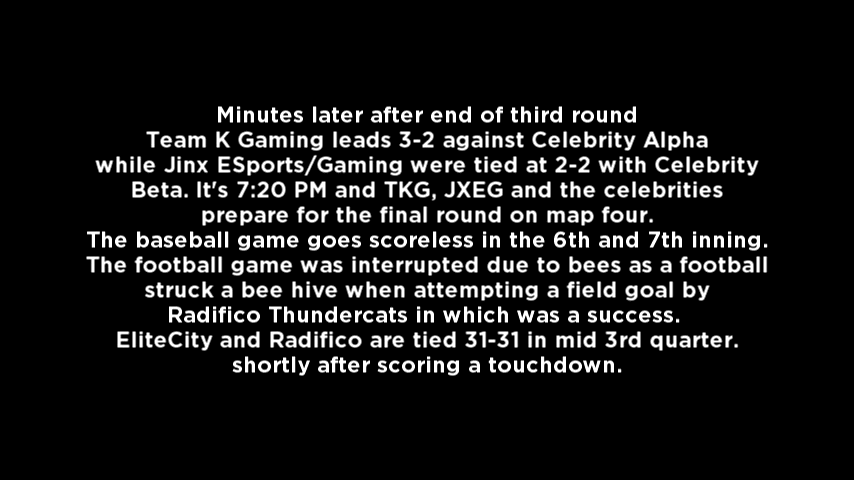 Minutes later after end of third round
Team K Gaming leads 3-2 against Celebrity Alpha
while Jinx ESports/Gaming were tied at 2-2 with Celebrity
Beta. It's 7:20 PM and TKG, JXEG and the celebrities
prepare for the final round on map four.
The baseball game goes scoreless in the 6th and 7th inning.
The football game was interrupted due to bees as a football
struck a bee hive when attempting a field goal by
Radifico Thundercats in which was a success.
EliteCity and Radifico are tied 31-31 in mid 3rd quarter.
shortly after scoring a touchdown.